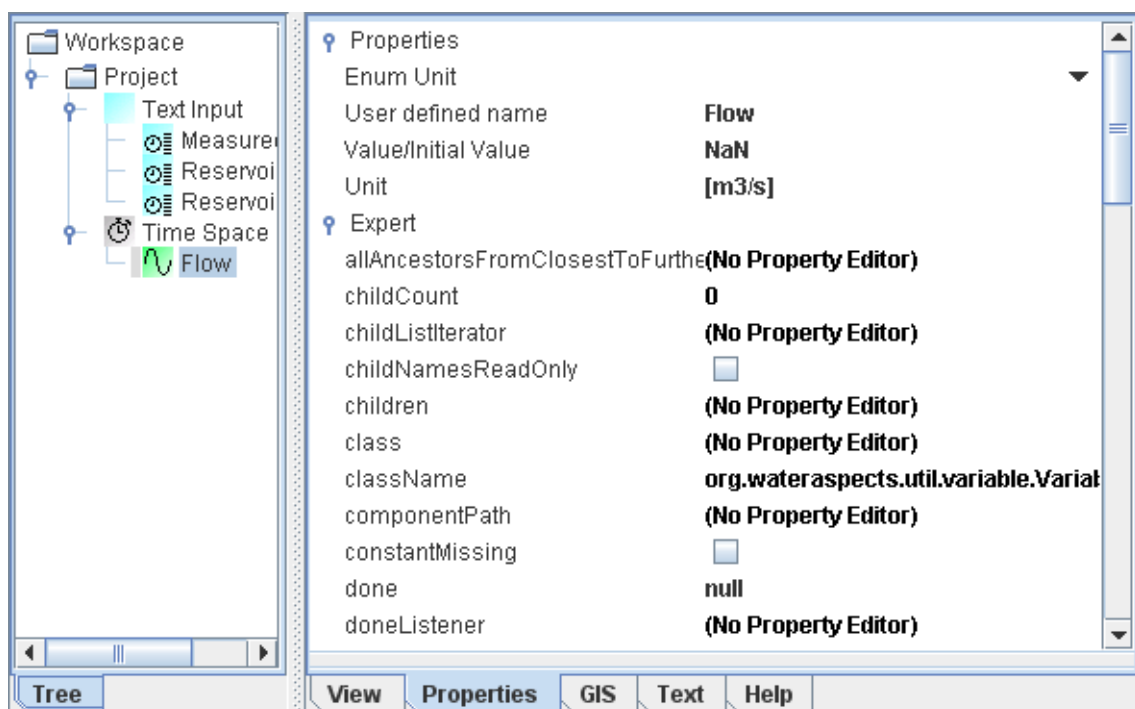 Workspace
Project
Text Input
Measure
Reservoi
Reservoi
Time Space
Flow
Tree
Properties
Enum Unit
User defined name Flow
Value/Initial Value NaN
Unit [m3/s]
Expert
allAncestorsFromClosestToFurthe (No Property Editor)
childCount 0
childListIterator (No Property Editor)
childNamesReadOnly
children (No Property Editor)
class (No Property Editor)
className org.wateraspects.util.variable.Variab
componentPath (No Property Editor)
constantMissing
done null
doneListener (No Property Editor)
View Properties GIS Text Help